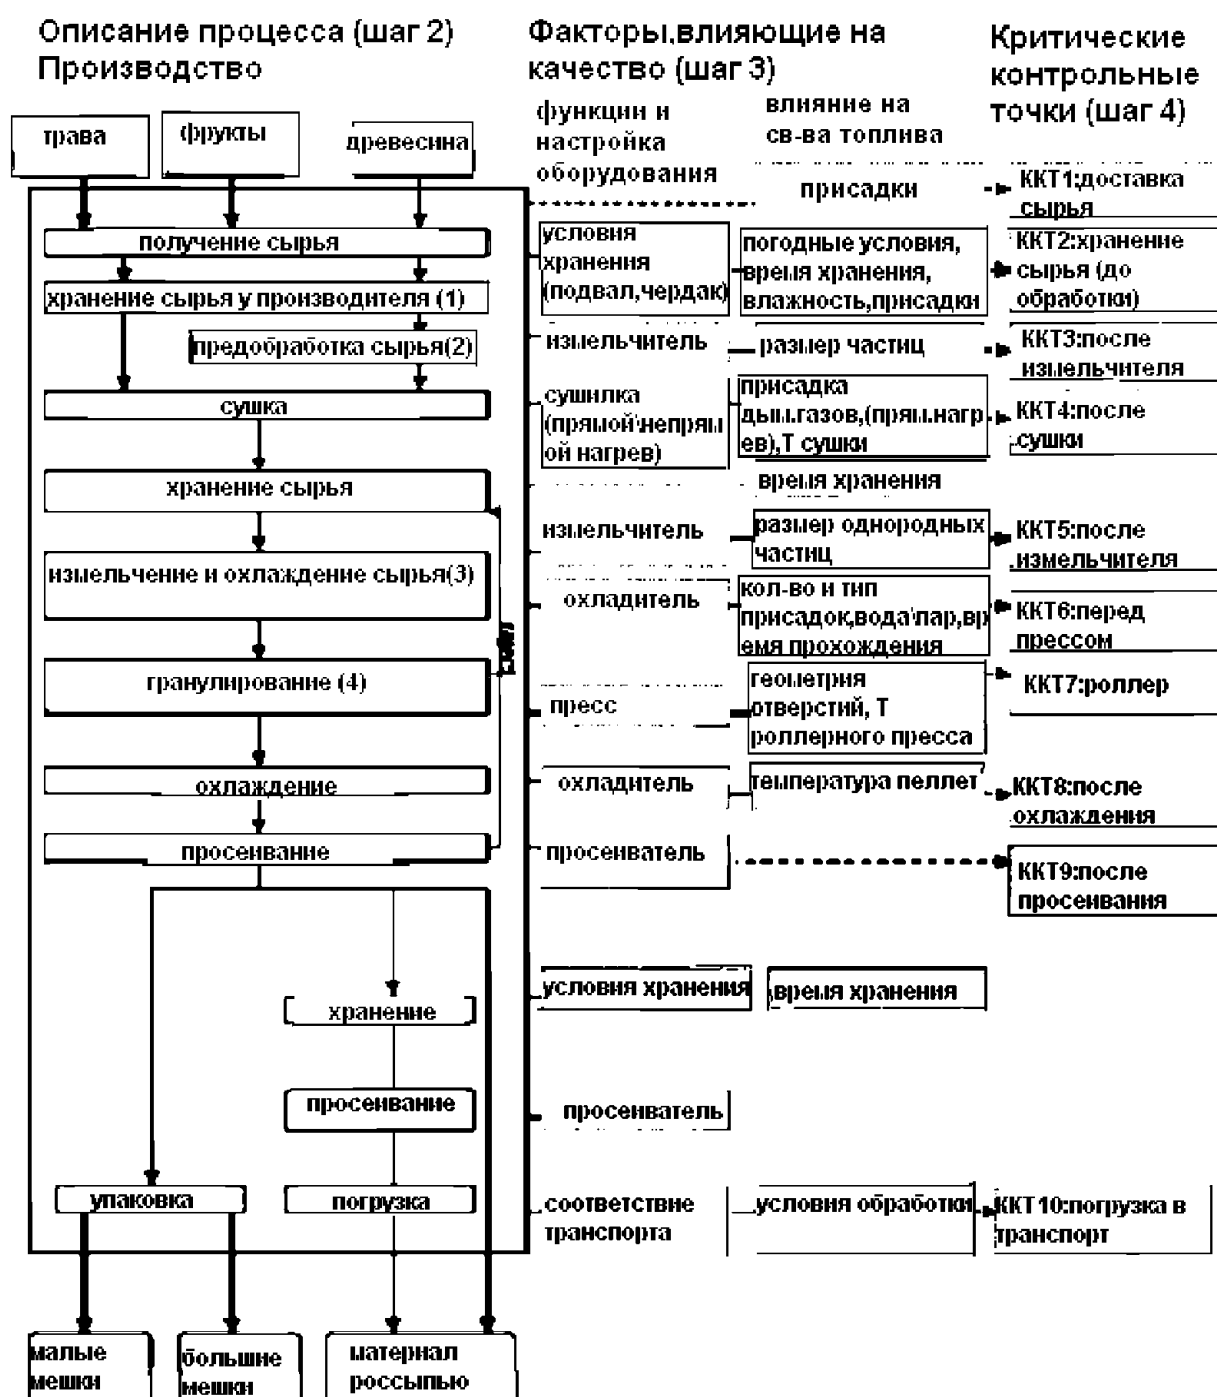 Описание процесса (шаг 2)
Производство
Факторы,влияющие на
качество (шаг 3)
Критические
контрольные
точки (шаг 4)
функции и
настройка
оборудования
влияние на
св-ва топлива
трава
фрукты
древесина
присадки
ККТ1:доставка
сырья
получение сырья
условия
хранения
(подвал,чердак)
погодные условия,
время хранения,
влажность,присадки
ККТ2:хранение
сырья (до
обработки)
хранение сырья у производителя (1)
предобработка сырья(2)
измельчитель
размер частиц
ККТ3:после
измельчителя
сушка
сушилка
(прямой\непрям
ой нагрев)
присадка
дым.газов,(прям.нагр
ев),Т сушки
ККТ4:после
сушки
хранение сырья
время хранения
измельчение и охлаждение сырья(3)
измельчитель
размер однородных
частиц
ККТ5:после
измельчителя
охладитель
кол-во и тип
присадок,вода\пар,вр
емя прохождения
ККТ6:перед
прессом
гранулирование (4)
пресс
геометрия
отверстий, Т
роллерного пресса
ККТ7:роллер
охлаждение
охладитель
температура пеллет
ККТ8:после
охлаждения
просеивание
просеиватель
ККТ9:после
просеивания
хранение
условия хранения
время хранения
просеивание
просеиватель
упаковка
погрузка
соответствие
транспорта
условия обработки
ККТ10:погрузка в
транспорт
малые
мешки
большие
мешки
материал
россыпью